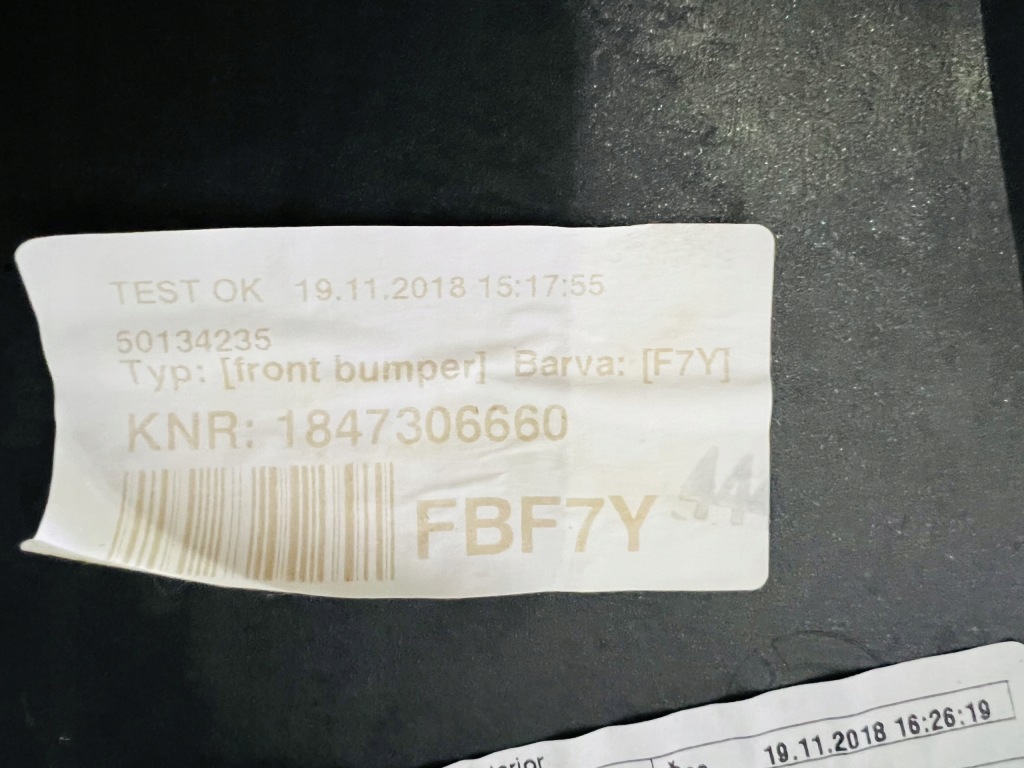 TEST OK 19.11.2018 15:17:55
50134235
Typ: [front bumper] Barva: [F7Y]
KNR: 1847306660
FBF7Y
19.11.2018 16:26:19